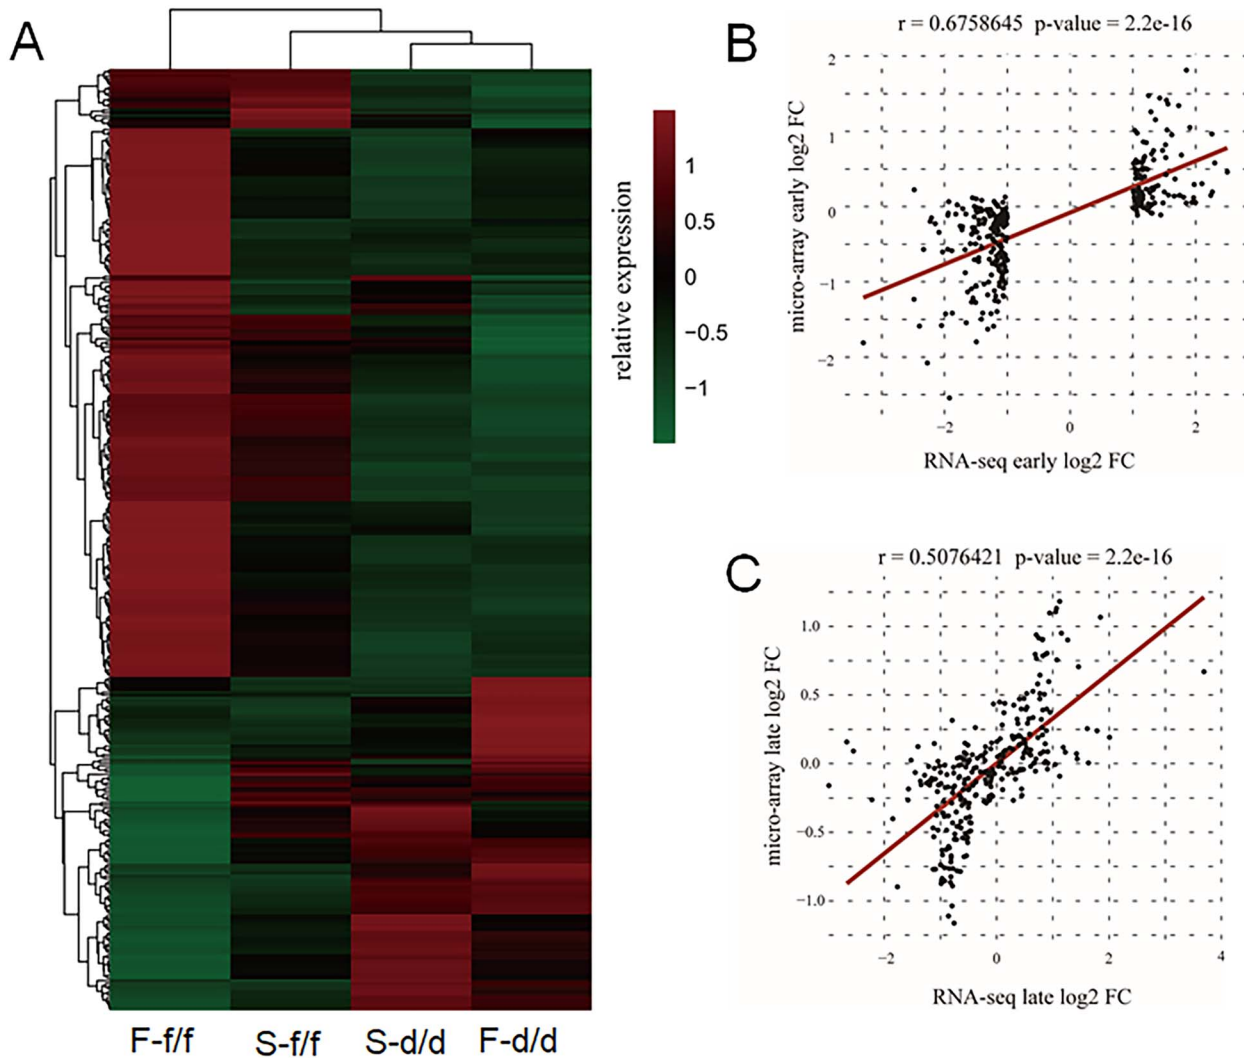 A
relative expression
1
0.5
0
−0.5
−1
F-f/f
S-f/f
S-d/d
F-d/d
B
r = 0.6758645 p-value = 2.2e-16
micro-array early log2 FC
2
1
0
−1
−2
−2
0
2
RNA-seq early log2 FC
C
r = 0.5076421 p-value = 2.2e-16
micro-array late log2 FC
1.0
0.5
0.0
−0.5
−1.0
−2
0
2
4
RNA-seq late log2 FC